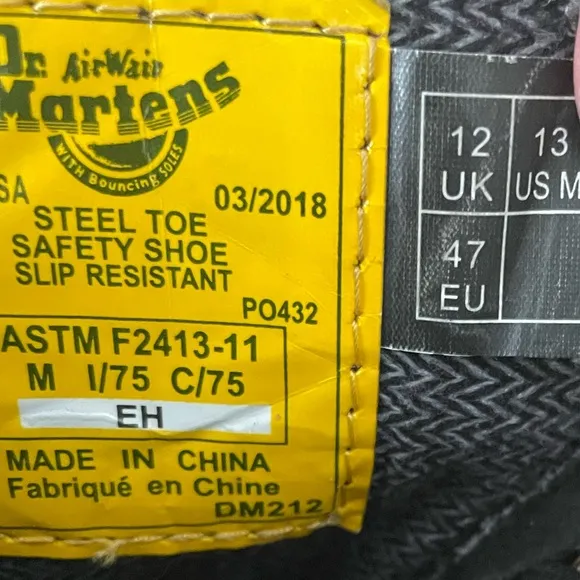 Dr.
AirWair
Martens
WITH Bouncing SOLES
SA
03/2018
STEEL TOE
SAFETY SHOE
SLIP RESISTANT
PO432
ASTM F2413-11
M I/75 C/75
EH
MADE IN CHINA
Fabriqué en Chine
DM212
12 13
UK US M
47
EU